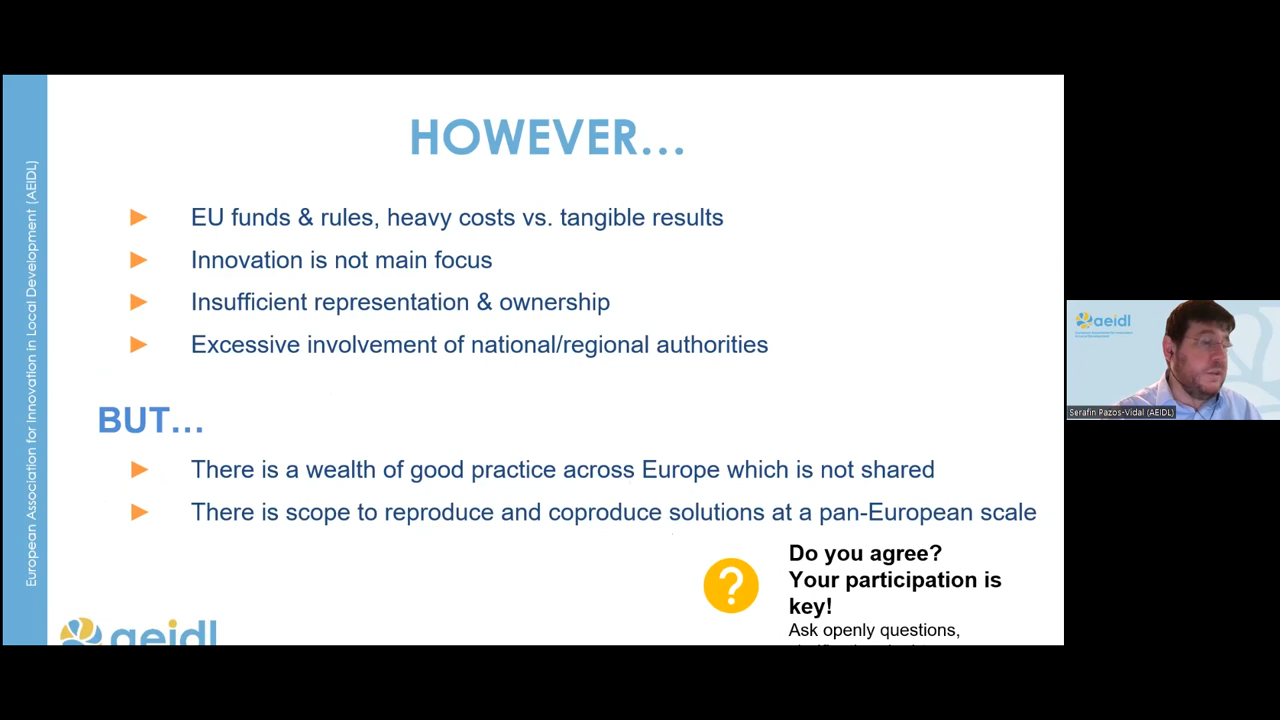 European Association for Innovation in Local Development (AEIDL)
HOWEVER...
► EU funds & rules, heavy costs vs. tangible results
► Innovation is not main focus
► Insufficient representation & ownership
► Excessive involvement of national/regional authorities
BUT...
► There is a wealth of good practice across Europe which is not shared
► There is scope to reproduce and coproduce solutions at a pan-European scale
?
Do you agree?
Your participation is
key!
Ask openly questions,
aeidl
aeidl
Serafin Pazos-Vidal (AEIDL)